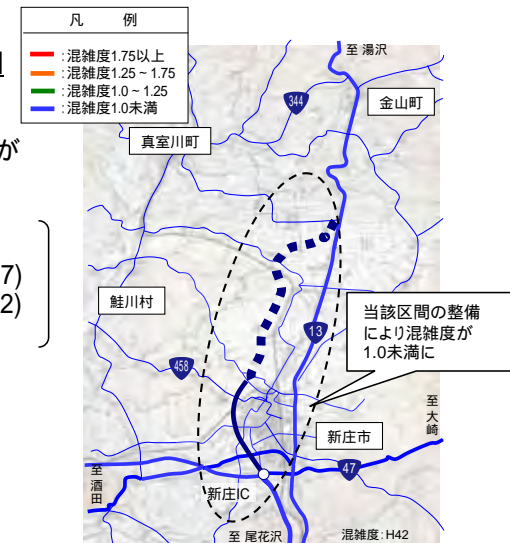 凡 例
:混雑度1.75以上
:混雑度1.25~1.75
:混雑度1.0~1.25
:混雑度1.0未満
が
7)
2)
至 湯沢
344
金山町
真室川町
鮭川村
13
当該区間の整備
により混雑度が
1.0未満に
458
至大崎
新庄市
至酒田
47
新庄IC
至 尾花沢
混雑度:H42